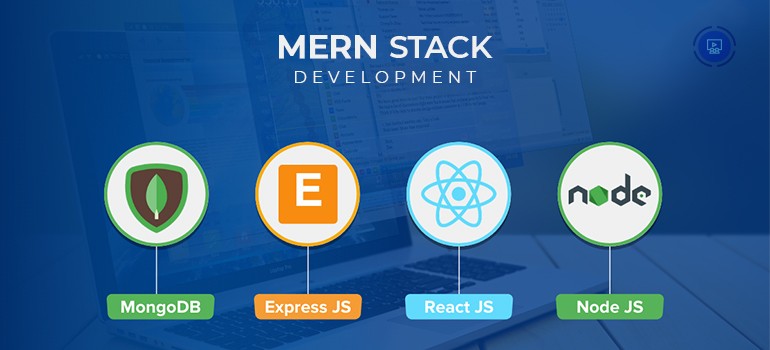 MERN STACK
DEVELOPMENT
E
node
MongoDB
Express JS
React JS
Node JS